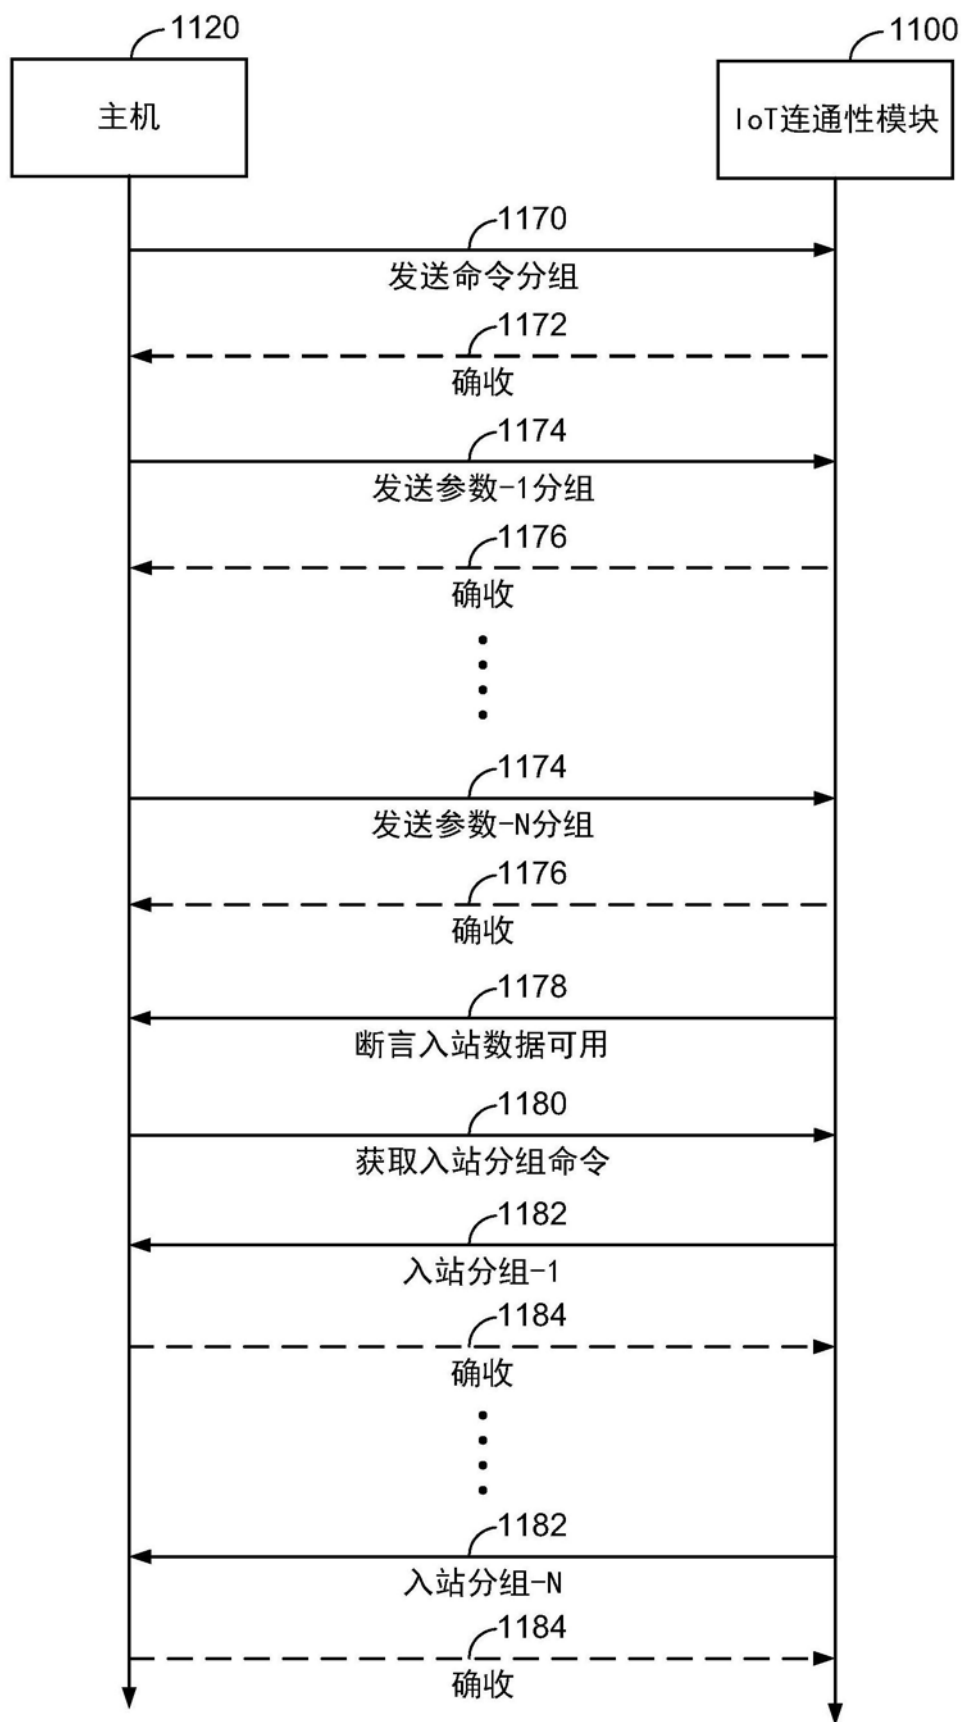 1120
1100
主机
IoT连通性模块
1170
发送命令分组
1172
确收
1174
发送参数-1分组
1176
确收
1174
发送参数-N分组
1176
确收
1178
断言入站数据可用
1180
获取入站分组命令
1182
入站分组-1
1184
确收
1182
入站分组-N
1184
确收